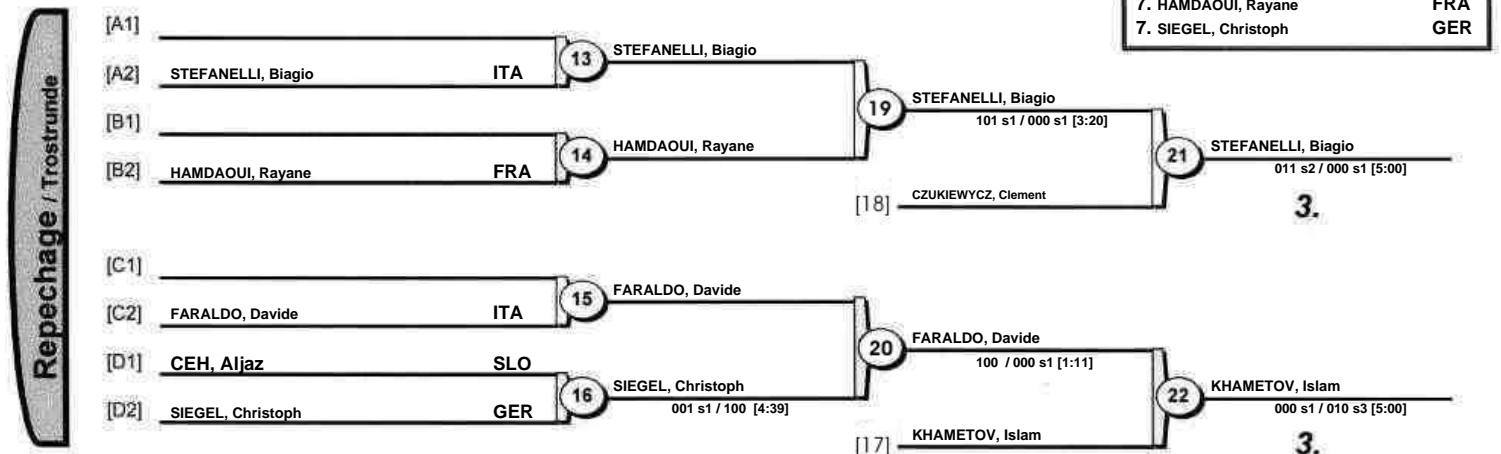 7. HAMDAOUI, Rayane FRA
7. SIEGEL, Christoph GER
Repechage / Trostrunde
[A1]
[A2] STEFANELLI, Biagio ITA
13 STEFANELLI, Biagio
[B1]
[B2] HAMDAOUI, Rayane FRA
14 HAMDAOUI, Rayane
19 STEFANELLI, Biagio
101 s1 / 000 s1 [3:20]
[18] CZUKIEWYCZ, Clement
21 STEFANELLI, Biagio
011 s2 / 000 s1 [5:00]
3.
[C1]
[C2] FARALDO, Davide ITA
15 FARALDO, Davide
[D1] CEH, Aljaz SLO
[D2] SIEGEL, Christoph GER
16 SIEGEL, Christoph
001 s1 / 100 [4:39]
20 FARALDO, Davide
100 / 000 s1 [1:11]
[17] KHAMETOV, Islam
22 KHAMETOV, Islam
000 s1 / 010 s3 [5:00]
3.